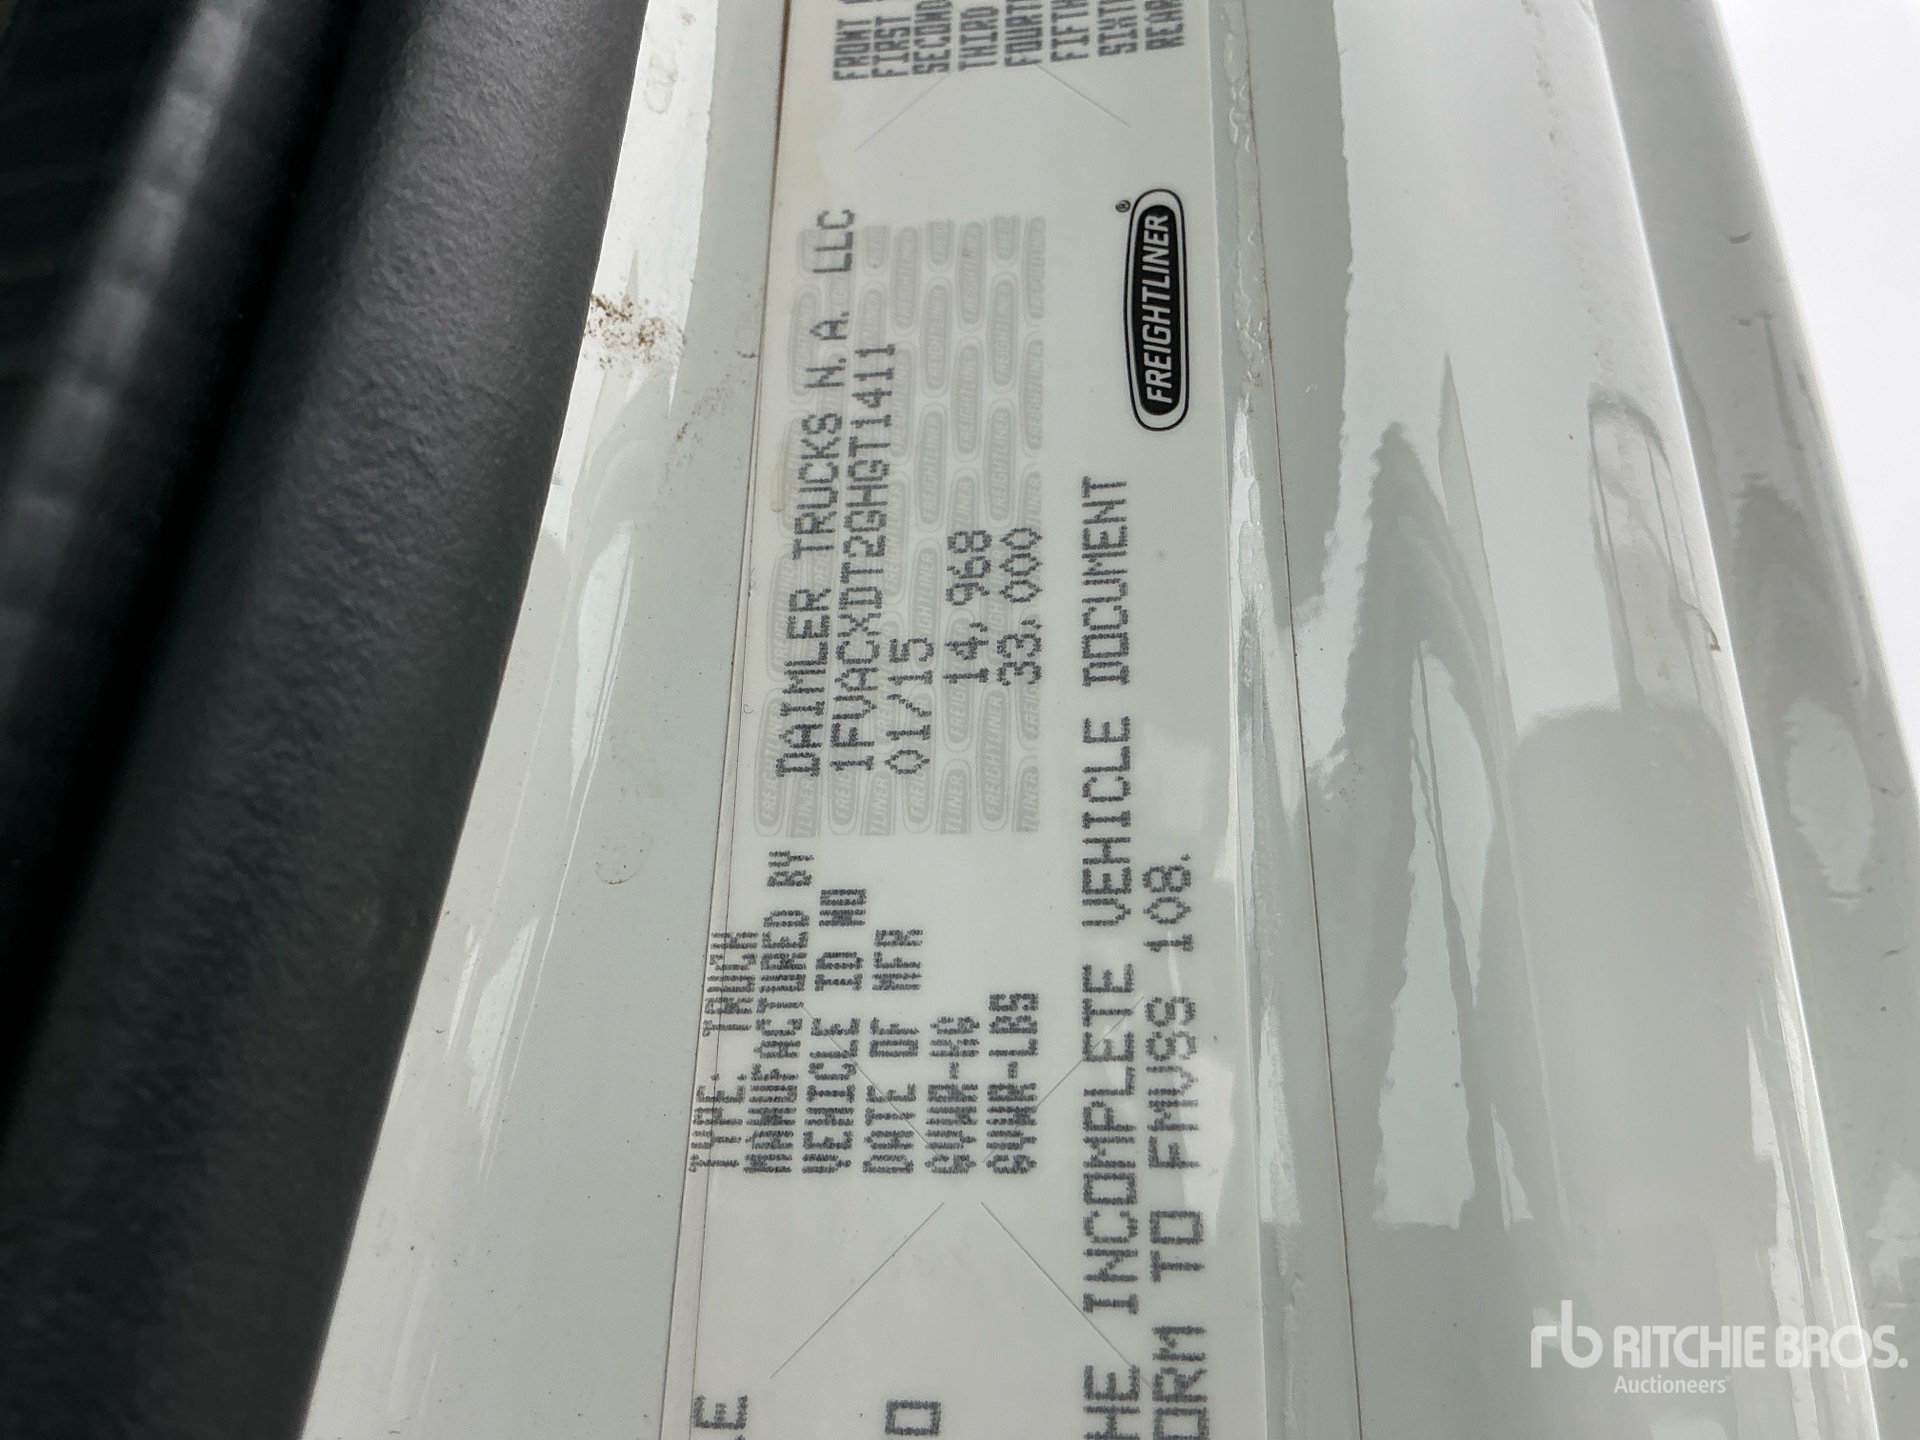 TYPE. TRUCK
MANUFACTURED BY DAIMLER TRUCKS N.A. LLC
VEHICLE ID NO 1FVACXDT2GHGT1411
DATE OF MFR 01/15
GVWR-KG 14,968
GVWR-LBS 33,000
HE INCOMPLETE VEHICLE DOCUMENT
ORM TO FMVSS 108.
FREIGHTLINER®
FRONT
FIRST
SECOND
THIRD
FOURTH
FIFTH
SIXTH
REAR
rb RITCHIE BROS.
Auctioneers